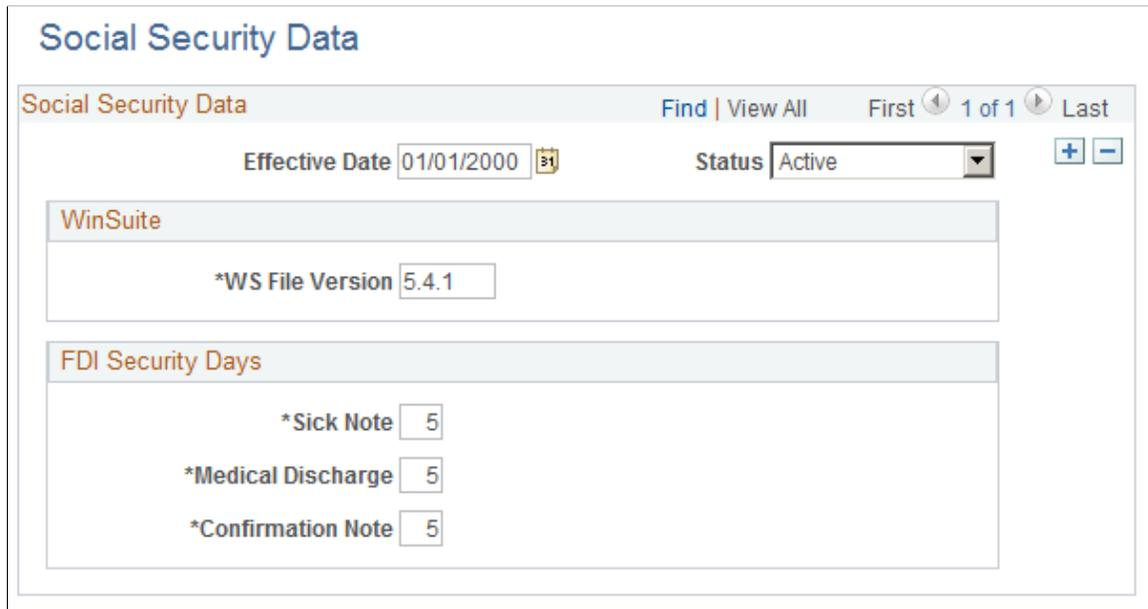 Social Security Data
Social Security Data Find | View All First 1 of 1 Last
Effective Date 01/01/2000 31 Status Active
WinSuite
*WS File Version 5.4.1
FDI Security Days
*Sick Note 5
*Medical Discharge 5
*Confirmation Note 5